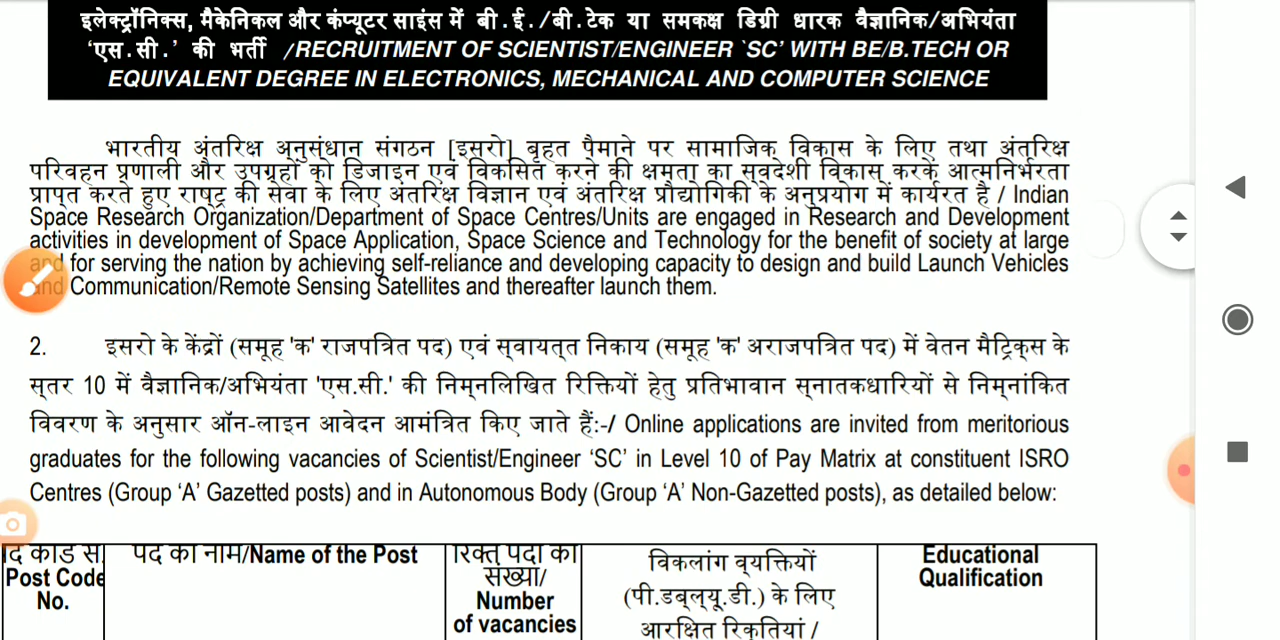 इलेक्ट्रॉनिक्स, मैकेनिकल और कंप्यूटर साइंस में बी.ई./बी.टेक या समकक्ष डिग्री धारक वैज्ञानिक/अभियंता
‘एस.सी.’ की भर्ती /RECRUITMENT OF SCIENTIST/ENGINEER `SC’ WITH BE/B.TECH OR
EQUIVALENT DEGREE IN ELECTRONICS, MECHANICAL AND COMPUTER SCIENCE
भारतीय अंतरिक्ष अनुसंधान संगठन [इसरो] बृहत पैमाने पर सामाजिक विकास के लिए तथा अंतरिक्ष
परिवहन प्रणाली और उपग्रहों को डिजाइन एवं विकसित करने की क्षमता का स्वदेशी विकास करके आत्मनिर्भरता
प्राप्त करते हुए राष्ट्र की सेवा के लिए अंतरिक्ष विज्ञान एवं अंतरिक्ष प्रौद्योगिकी के अनुप्रयोग में कार्यरत है / Indian
Space Research Organization/Department of Space Centres/Units are engaged in Research and Development
activities in development of Space Application, Space Science and Technology for the benefit of society at large
and for serving the nation by achieving self-reliance and developing capacity to design and build Launch Vehicles
and Communication/Remote Sensing Satellites and thereafter launch them.
2. इसरो के केंद्रों (समूह 'क' राजपत्रित पद) एवं स्वायत्त निकाय (समूह 'क' अराजपत्रित पद) में वेतन मैट्रिक्स के
स्तर 10 में वैज्ञानिक/अभियंता 'एस.सी.' की निम्नलिखित रिक्तियों हेतु प्रतिभावान स्नातकधारियों से निम्नांकित
विवरण के अनुसार ऑन-लाइन आवेदन आमंत्रित किए जाते हैं:-/ Online applications are invited from meritorious
graduates for the following vacancies of Scientist/Engineer ‘SC’ in Level 10 of Pay Matrix at constituent ISRO
Centres (Group ‘A’ Gazetted posts) and in Autonomous Body (Group ‘A’ Non-Gazetted posts), as detailed below:
पद का नाम/Name of the Post
Post Code
No.
रिक्त पदों की
संख्या/
Number
of vacancies
विकलांग व्यक्तियों
(पी.डब्ल्यू.डी.) के लिए
आरक्षित रिक्तियां /
Educational
Qualification